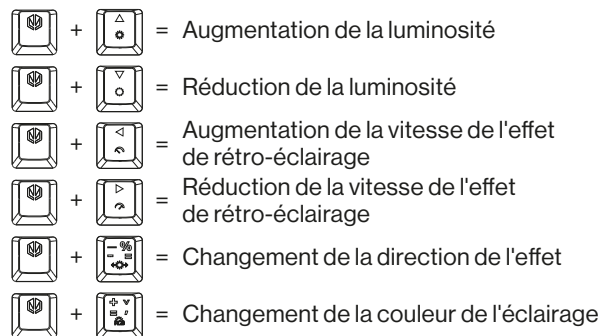 + = Augmentation de la luminosité
+ = Réduction de la luminosité
+ = Augmentation de la vitesse de l'effet
de rétro-éclairage
+ = Réduction de la vitesse de l'effet
de rétro-éclairage
+ – % - = = Changement de la direction de l'effet
+ = Changement de la couleur de l'éclairage